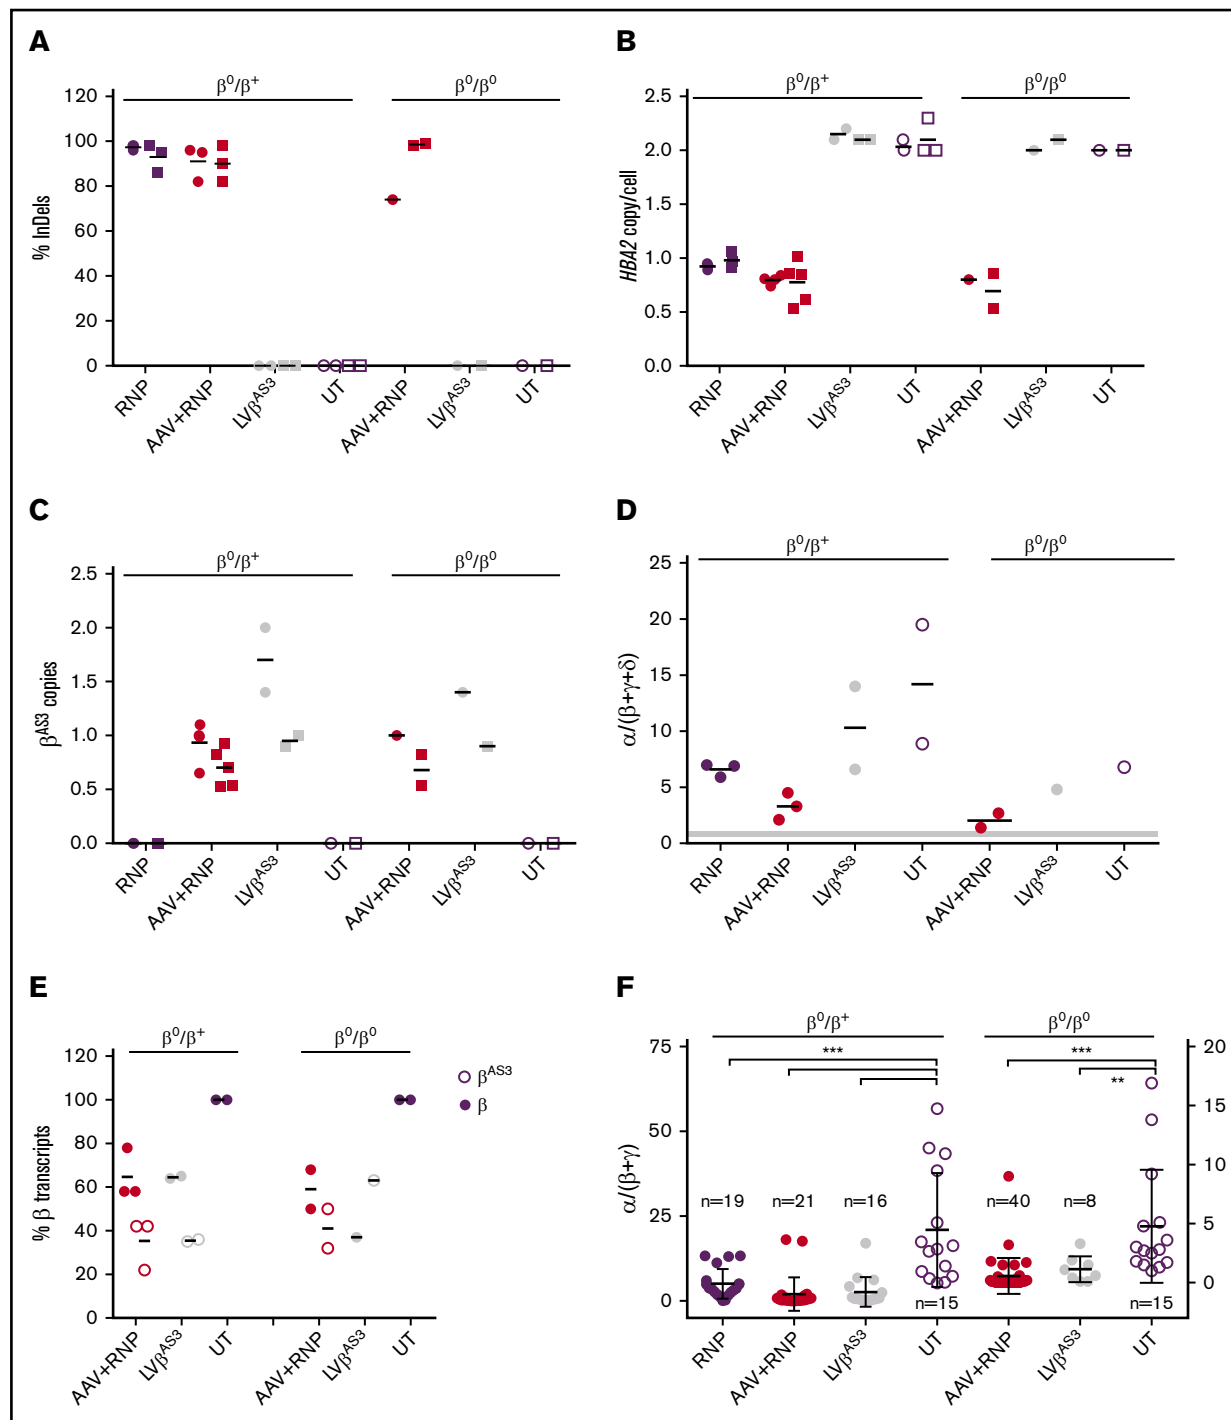 A
β⁰/β⁺
β⁰/β⁰
120
100
80
60
40
20
0
% InDels
RNP
AAV+RNP
LVβᴬˢ³
UT
AAV+RNP
LVβᴬˢ³
UT
B
β⁰/β⁺
β⁰/β⁰
2.5
2.0
1.5
1.0
0.5
0.0
HBA2 copy/cell
RNP
AAV+RNP
LVβᴬˢ³
UT
AAV+RNP
LVβᴬˢ³
UT
C
β⁰/β⁺
β⁰/β⁰
2.5
2.0
1.5
1.0
0.5
0.0
βᴬˢ³ copies
RNP
AAV+RNP
LVβᴬˢ³
UT
AAV+RNP
LVβᴬˢ³
UT
D
β⁰/β⁺
β⁰/β⁰
25
20
15
10
5
0
α/(β+γ+δ)
RNP
AAV+RNP
LVβᴬˢ³
UT
AAV+RNP
LVβᴬˢ³
UT
E
β⁰/β⁺
β⁰/β⁰
120
100
80
60
40
20
0
% β transcripts
βᴬˢ³
β
AAV+RNP
LVβᴬˢ³
UT
AAV+RNP
LVβᴬˢ³
UT
F
β⁰/β⁺
β⁰/β⁰
75
50
25
0
α/(β+γ)
***
***
**
20
15
10
5
0
n=19
n=21
n=16
n=15
n=40
n=8
n=15
RNP
AAV+RNP
LVβᴬˢ³
UT
AAV+RNP
LVβᴬˢ³
UT